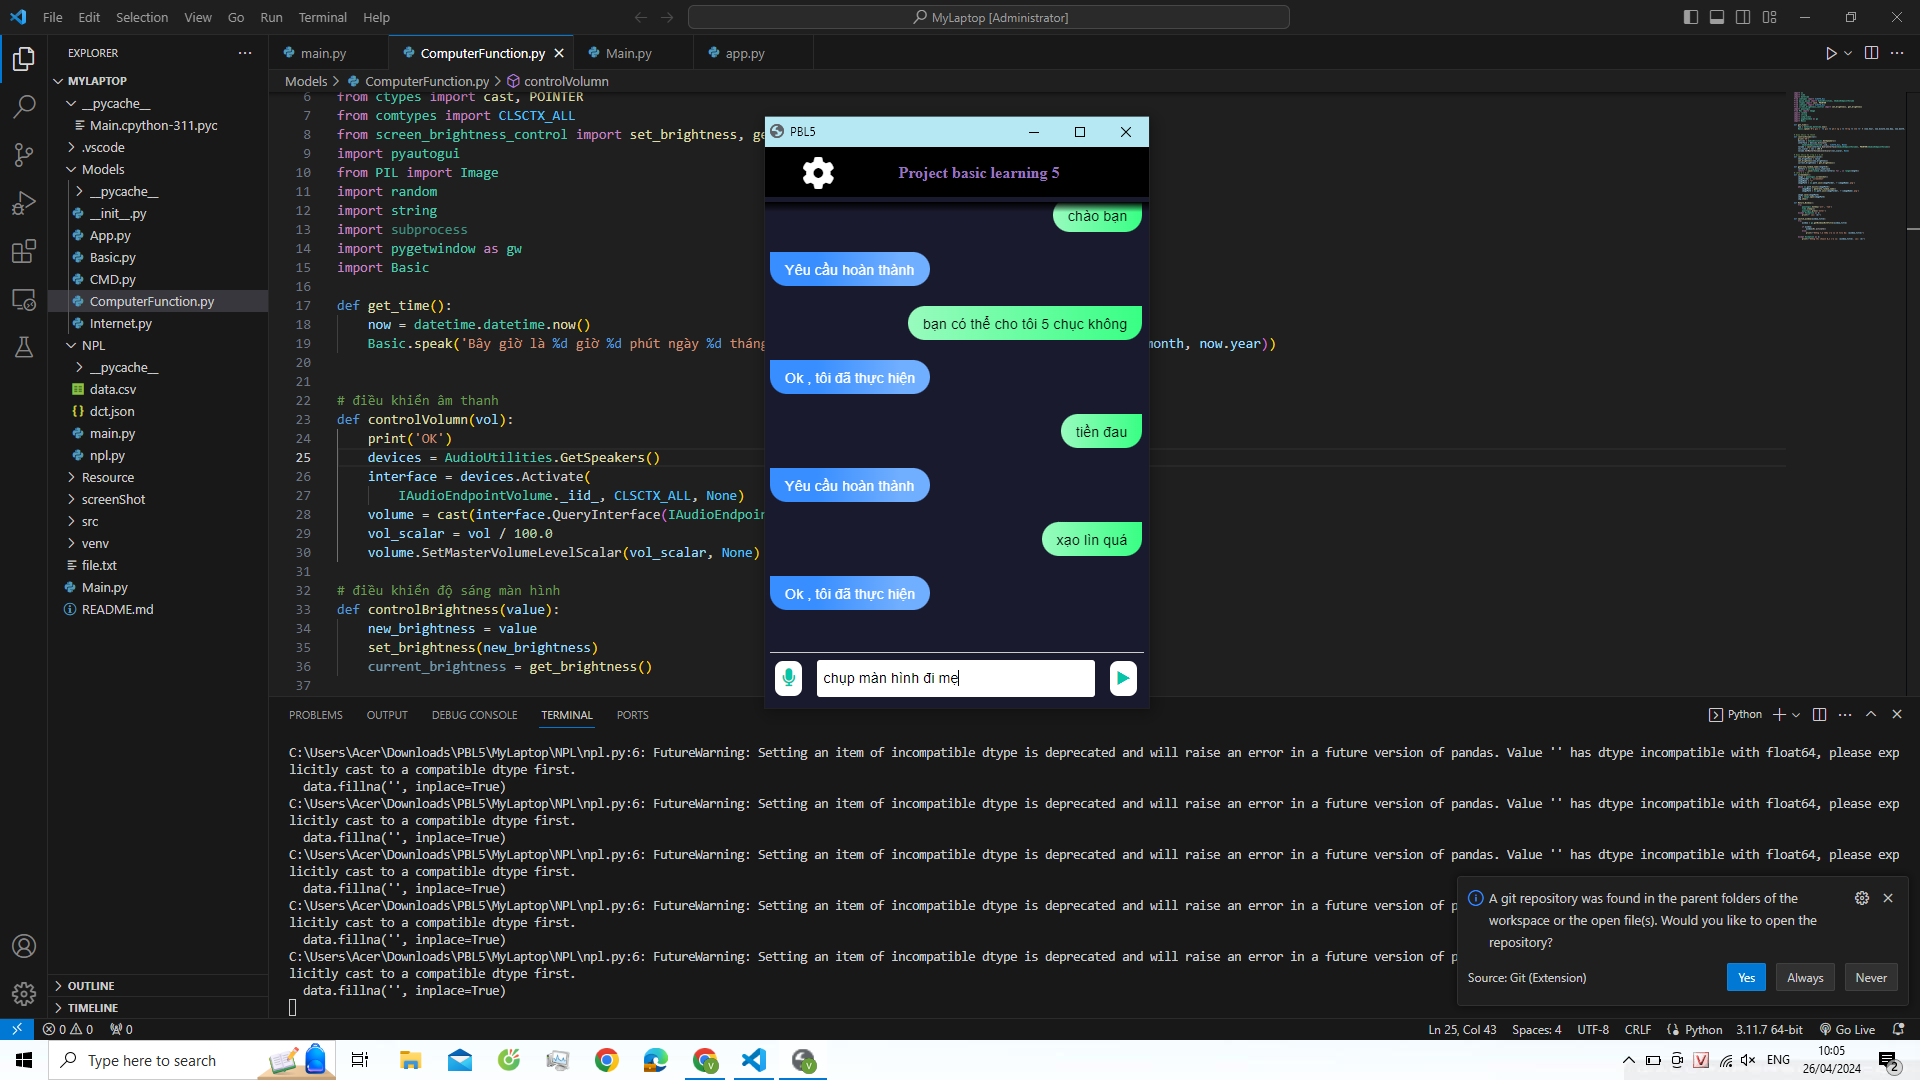 File Edit Selection View Go Run Terminal Help
MyLaptop [Administrator]
EXPLORER
MYLAPTOP
__pycache__
Main.cpython-311.pyc
.vscode
Models
__pycache__
__init__.py
App.py
Basic.py
CMD.py
ComputerFunction.py
Internet.py
NPL
__pycache__
data.csv
dct.json
main.py
npl.py
Resource
screenShot
src
venv
file.txt
Main.py
README.md
OUTLINE
TIMELINE
main.py ComputerFunction.py Main.py app.py
Models > ComputerFunction.py > controlVolumn
6 from ctypes import cast, POINTER
7 from comtypes import CLSCTX_ALL
8 from screen_brightness_control import set_brightness, ge
9 import pyautogui
10 from PIL import Image
11 import random
12 import string
13 import subprocess
14 import pygetwindow as gw
15 import Basic
16
17 def get_time():
18 now = datetime.datetime.now()
19 Basic.speak('Bây giờ là %d giờ %d phút ngày %d tháng month, now.year))
20
21
22 # điều khiển âm thanh
23 def controlVolumn(vol):
24 print('OK')
25 devices = AudioUtilities.GetSpeakers()
26 interface = devices.Activate(
27 IAudioEndpointVolume._iid_, CLSCTX_ALL, None)
28 volume = cast(interface.QueryInterface(IAudioEndpoin
29 vol_scalar = vol / 100.0
30 volume.SetMasterVolumeLevelScalar(vol_scalar, None)
31
32 # điều khiển độ sáng màn hình
33 def controlBrightness(value):
34 new_brightness = value
35 set_brightness(new_brightness)
36 current_brightness = get_brightness()
37
PBL5
Project basic learning 5
chào bạn
Yêu cầu hoàn thành
bạn có thể cho tôi 5 chục không
Ok , tôi đã thực hiện
tiền đau
Yêu cầu hoàn thành
xạo lìn quá
Ok , tôi đã thực hiện
chụp màn hình đi mẹ
PROBLEMS OUTPUT DEBUG CONSOLE TERMINAL PORTS
Python
C:\Users\Acer\Downloads\PBL5\MyLaptop\NPL\npl.py:6: FutureWarning: Setting an item of incompatible dtype is deprecated and will raise an error in a future version of pandas. Value '' has dtype incompatible with float64, please exp
licitly cast to a compatible dtype first.
data.fillna('', inplace=True)
C:\Users\Acer\Downloads\PBL5\MyLaptop\NPL\npl.py:6: FutureWarning: Setting an item of incompatible dtype is deprecated and will raise an error in a future version of pandas. Value '' has dtype incompatible with float64, please exp
licitly cast to a compatible dtype first.
data.fillna('', inplace=True)
C:\Users\Acer\Downloads\PBL5\MyLaptop\NPL\npl.py:6: FutureWarning: Setting an item of incompatible dtype is deprecated and will raise an error in a future version of pandas. Value '' has dtype incompatible with float64, please exp
licitly cast to a compatible dtype first.
data.fillna('', inplace=True)
C:\Users\Acer\Downloads\PBL5\MyLaptop\NPL\npl.py:6: FutureWarning: Setting an item of incompatible dtype is deprecated and will raise an error in a future version of p
licitly cast to a compatible dtype first.
data.fillna('', inplace=True)
C:\Users\Acer\Downloads\PBL5\MyLaptop\NPL\npl.py:6: FutureWarning: Setting an item of incompatible dtype is deprecated and will raise an error in a future version of p
licitly cast to a compatible dtype first.
data.fillna('', inplace=True)
A git repository was found in the parent folders of the
workspace or the open file(s). Would you like to open the
repository?
Source: Git (Extension)
Yes Always Never
0 0 0
Ln 25, Col 43 Spaces: 4 UTF-8 CRLF Python 3.11.7 64-bit Go Live
Type here to search
ENG
10:05
26/04/2024
2